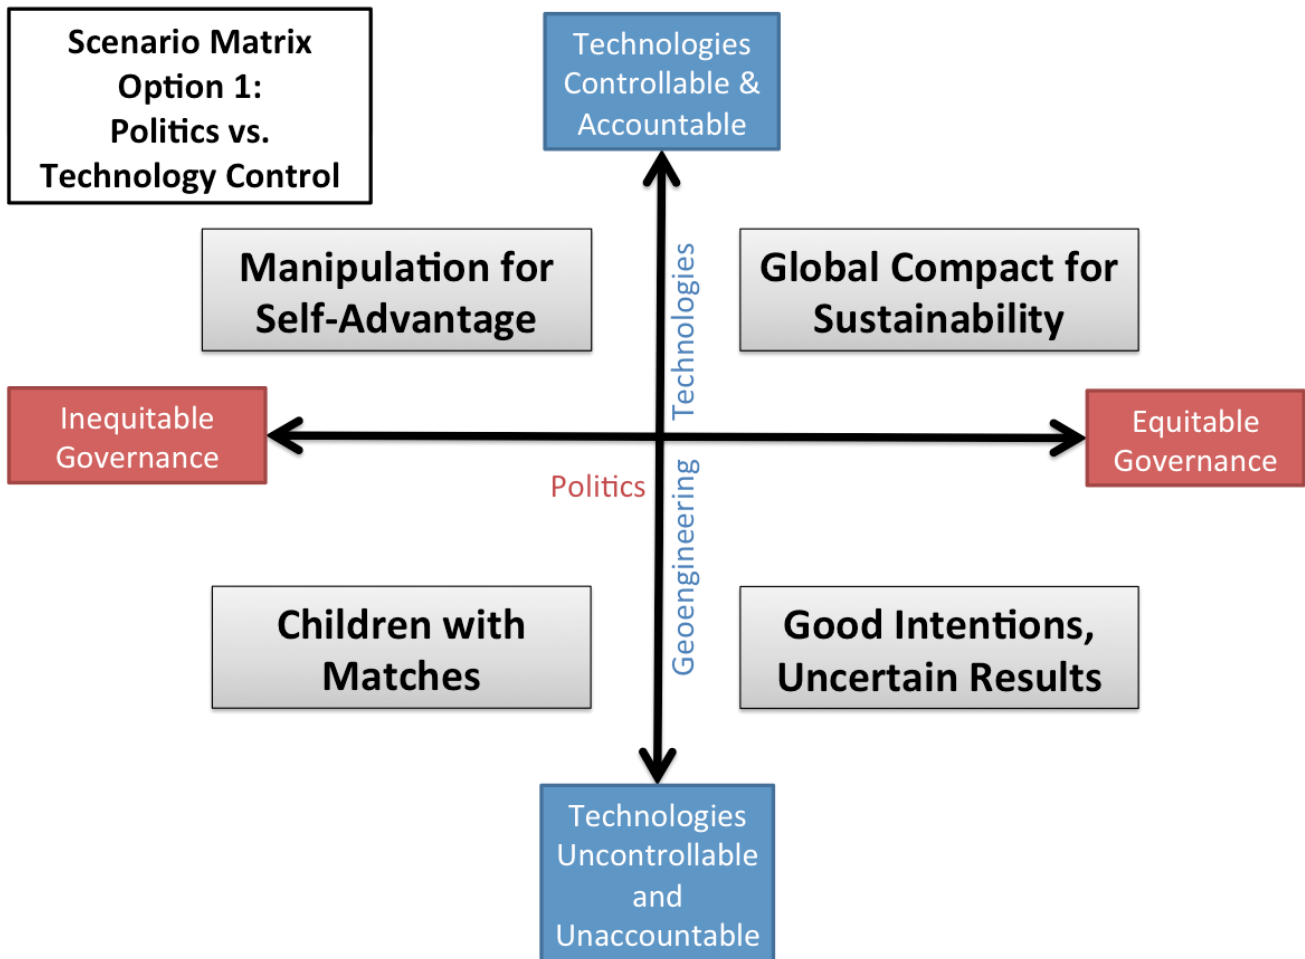 Scenario Matrix
Option 1:
Politics vs.
Technology Control
Technologies
Controllable &
Accountable
Manipulation for
Self-Advantage
Global Compact for
Sustainability
Geoengineering Technologies
Inequitable
Governance
Equitable
Governance
Politics
Children with
Matches
Good Intentions,
Uncertain Results
Technologies
Uncontrollable
and
Unaccountable